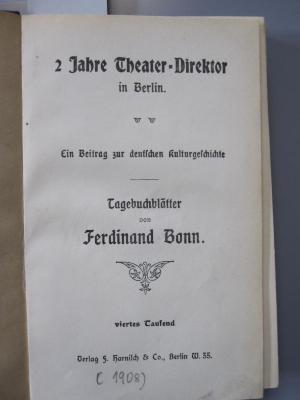 2 Jahre Theater-Direktor
in Berlin.
Ein Beitrag zur deutschen Kulturgeschichte
Tagebuchblätter
von
Ferdinand Bonn.
viertes Tausend
Verlag F. Harnisch & Co., Berlin W. 35.
(1908)